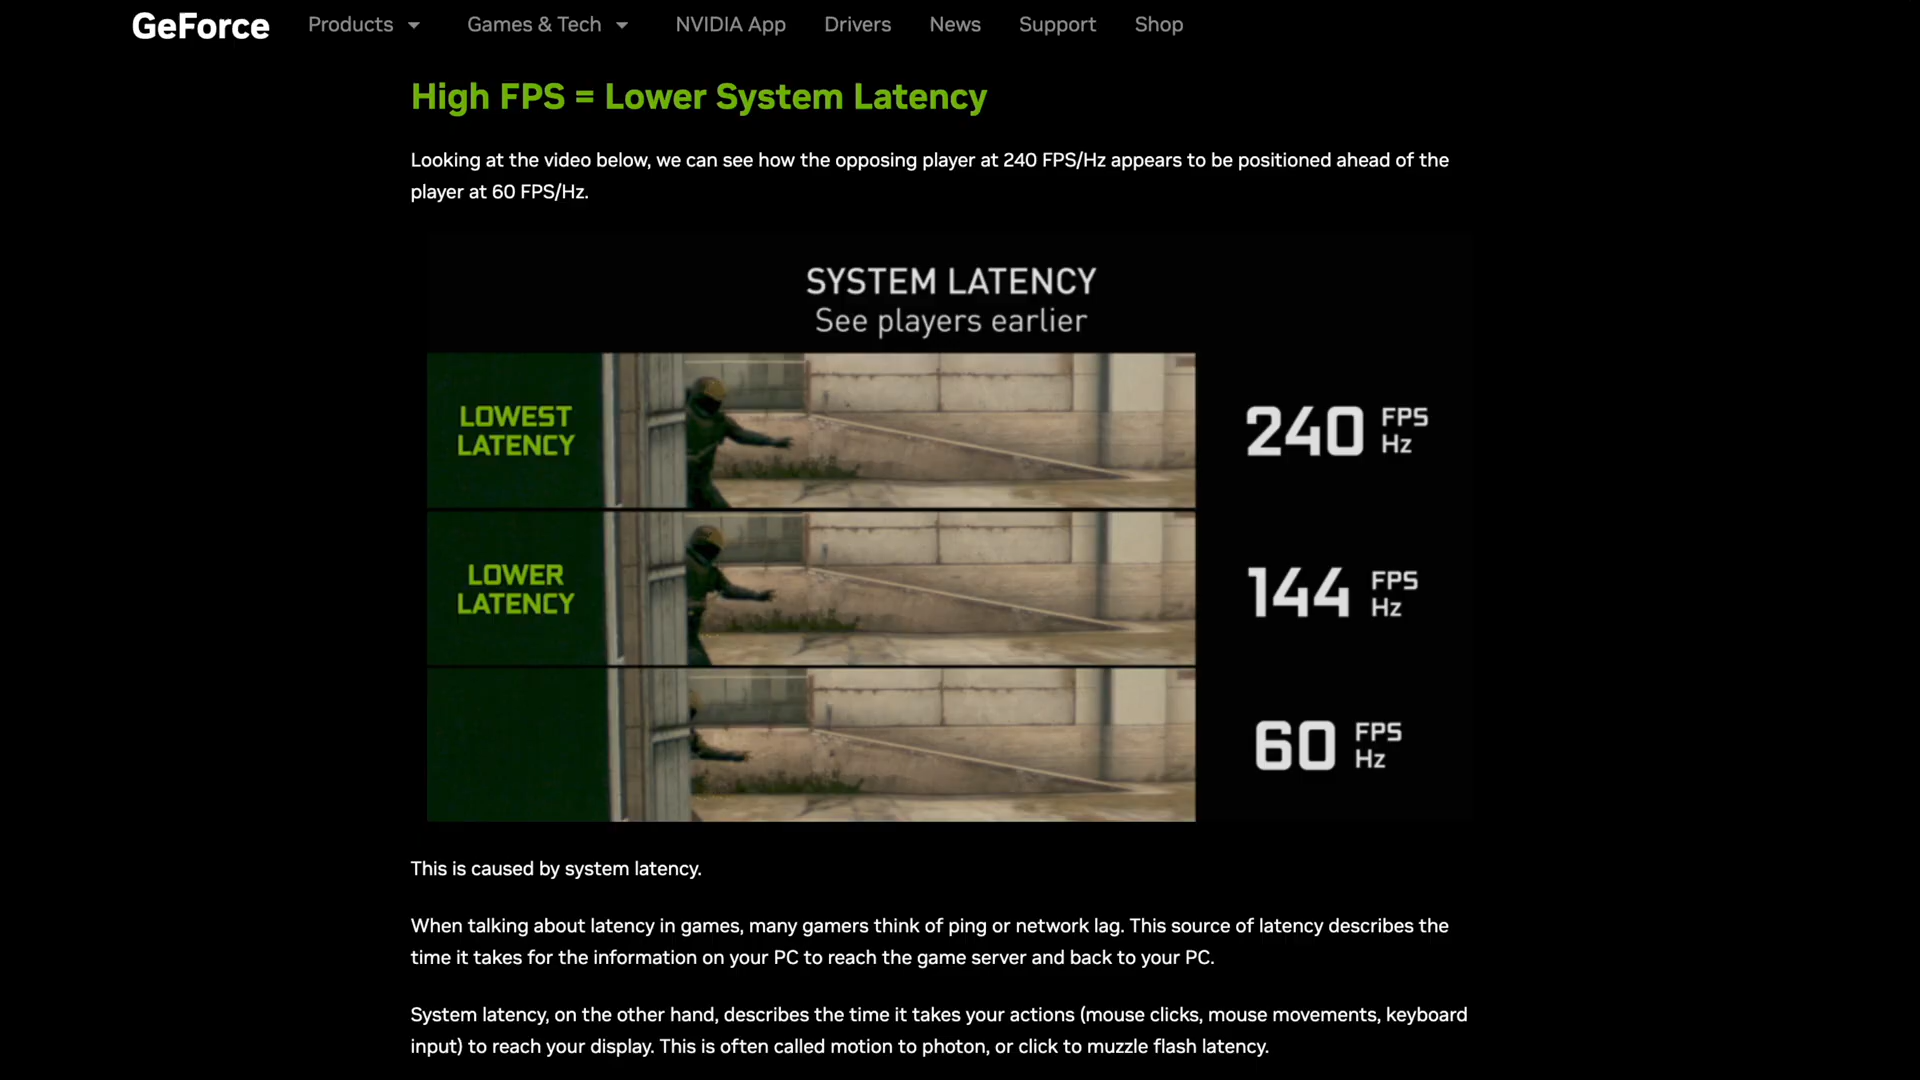 GeForce Products Games & Tech NVIDIA App Drivers News Support Shop
High FPS = Lower System Latency
Looking at the video below, we can see how the opposing player at 240 FPS/Hz appears to be positioned ahead of the
player at 60 FPS/Hz.
SYSTEM LATENCY
See players earlier
LOWEST
LATENCY
240 FPS
Hz
LOWER
LATENCY
144 FPS
Hz
60 FPS
Hz
This is caused by system latency.
When talking about latency in games, many gamers think of ping or network lag. This source of latency describes the
time it takes for the information on your PC to reach the game server and back to your PC.
System latency, on the other hand, describes the time it takes your actions (mouse clicks, mouse movements, keyboard
input) to reach your display. This is often called motion to photon, or click to muzzle flash latency.